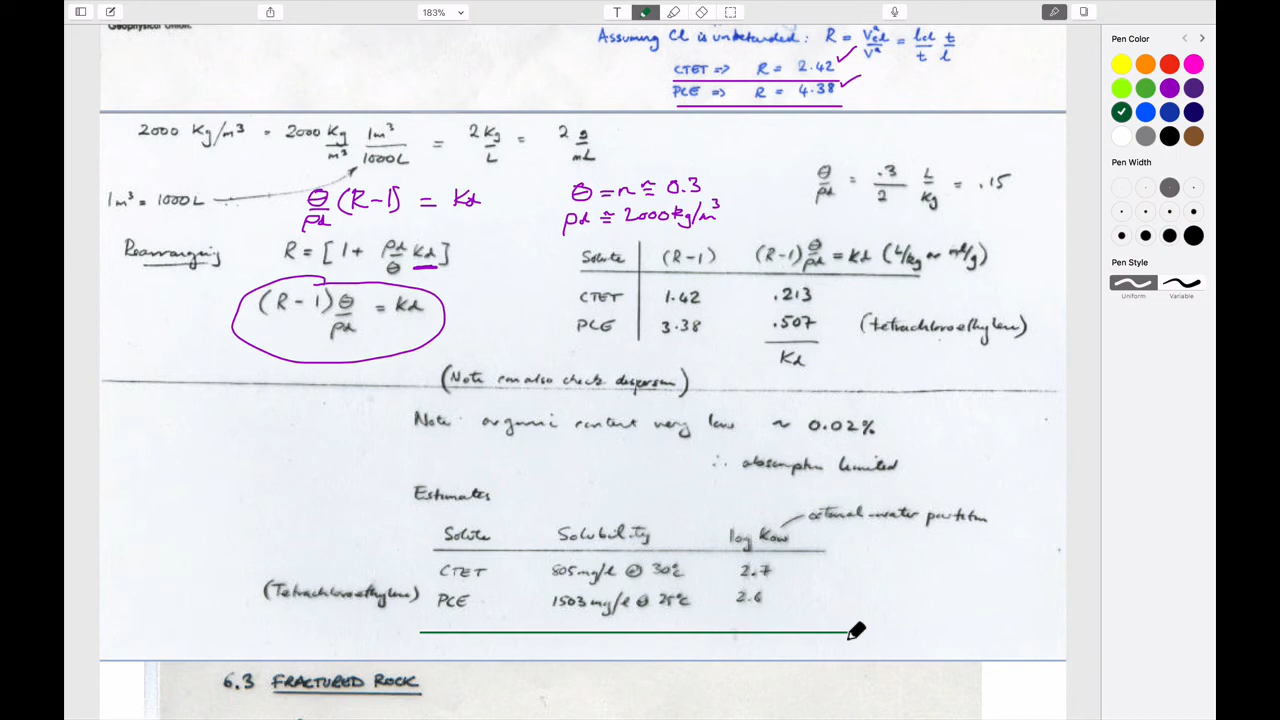 183%
T
Geophysical Union.
Assuming Cl is unretarded: R = Vcl^a/V^a = lcl/t t/l
CTET => R = 2.42
PCE => R = 4.38
2000 Kg/m³ = 2000 Kg/m³ 1m³/1000L = 2 Kg/L = 2 g/mL
1m³ = 1000L
θ/ρd (R-1) = Kd
θ = n ≅ 0.3
ρd ≅ 2000 kg/m³
θ/ρd = .3/2 L/kg = .15
Rearranging R = [1 + ρd/θ Kd]
(R-1) θ/ρd = Kd
Solute (R-1) (R-1) θ/ρd = Kd (L/kg or ml/g)
CTET 1.42 .213
PCE 3.38 .507 (tetrachloroethylene)
Kd
(Note can also check dispersion)
Note: organic content very low ~ 0.02%
∴ absorption limited
Estimates
octanol-water partition
Solute Solubility log Kow
CTET 805 mg/l @ 30°C 2.7
(Tetrachloroethylene) PCE 1503 mg/l @ 25°C 2.6
6.3 FRACTURED ROCK
Pen Color
Pen Width
Pen Style
Uniform
Variable